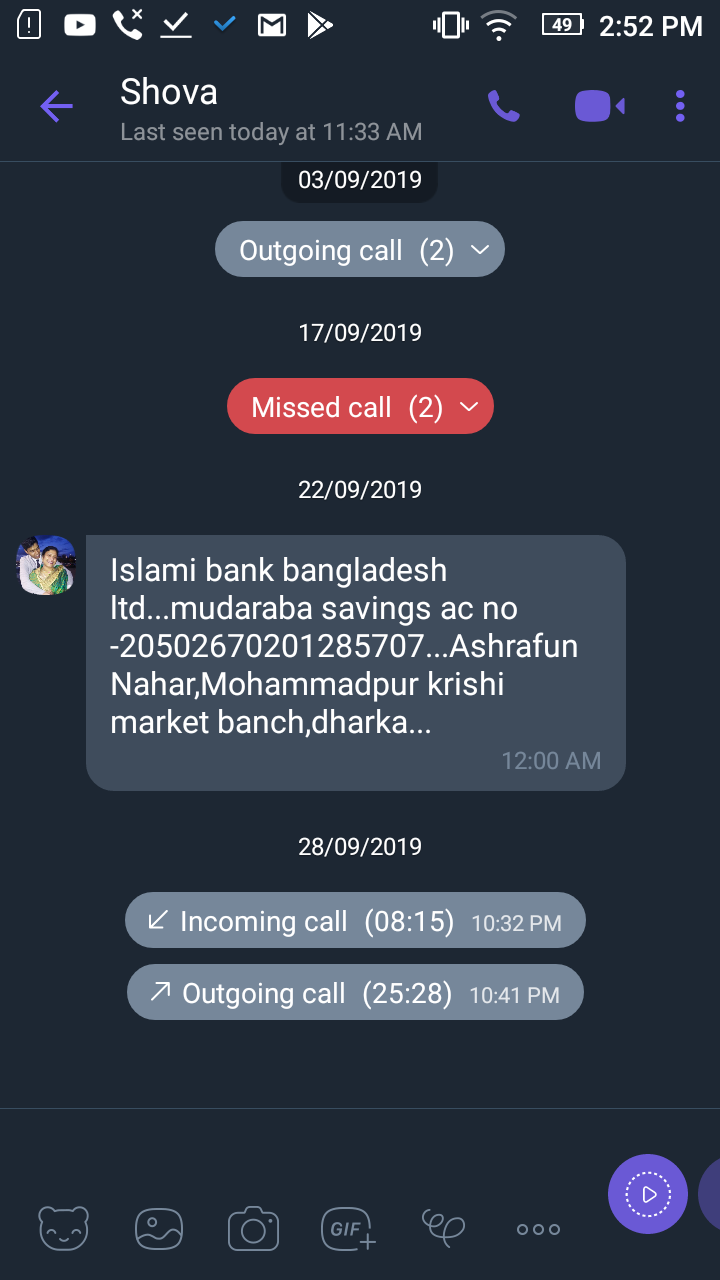 49 2:52 PM
Shova
Last seen today at 11:33 AM
03/09/2019
Outgoing call (2)
17/09/2019
Missed call (2)
22/09/2019
Islami bank bangladesh
ltd...mudaraba savings ac no
-20502670201285707...Ashrafun
Nahar,Mohammadpur krishi
market banch,dharka...
12:00 AM
28/09/2019
Incoming call (08:15) 10:32 PM
Outgoing call (25:28) 10:41 PM
GIF